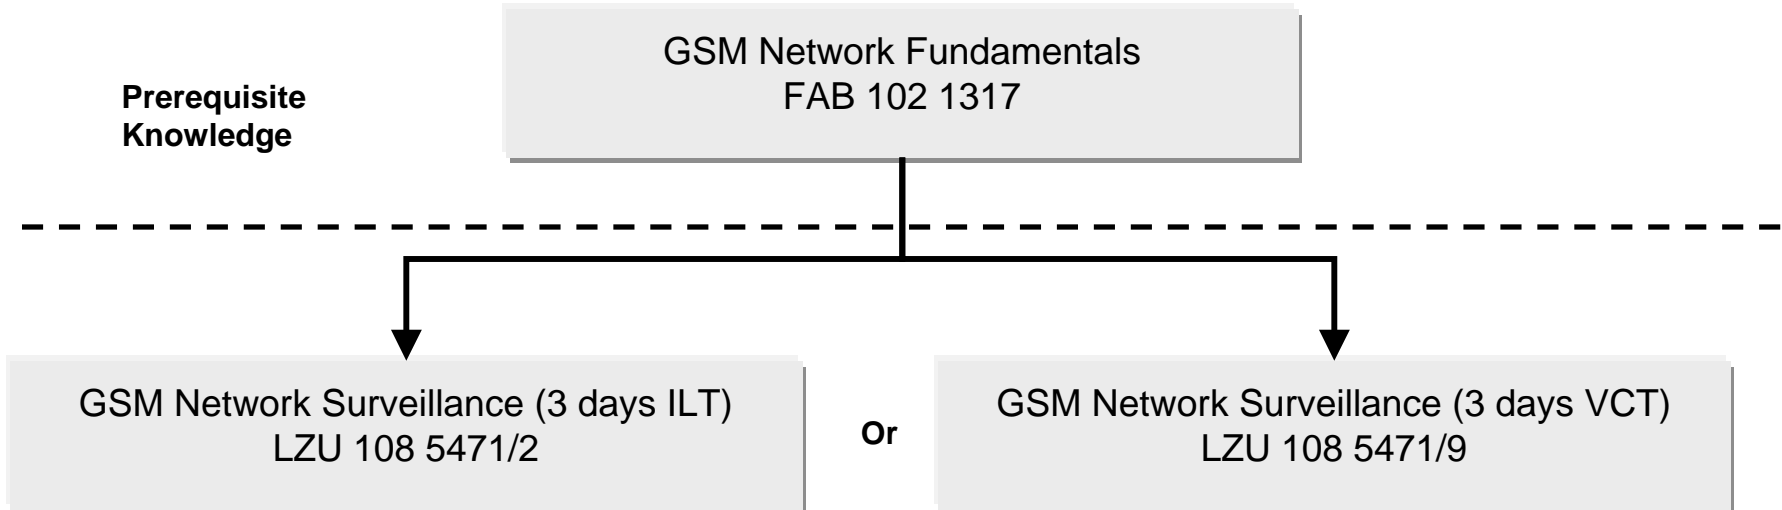 GSM Network Fundamentals
FAB 102 1317
Prerequisite
Knowledge
GSM Network Surveillance (3 days ILT)
LZU 108 5471/2
Or
GSM Network Surveillance (3 days VCT)
LZU 108 5471/9